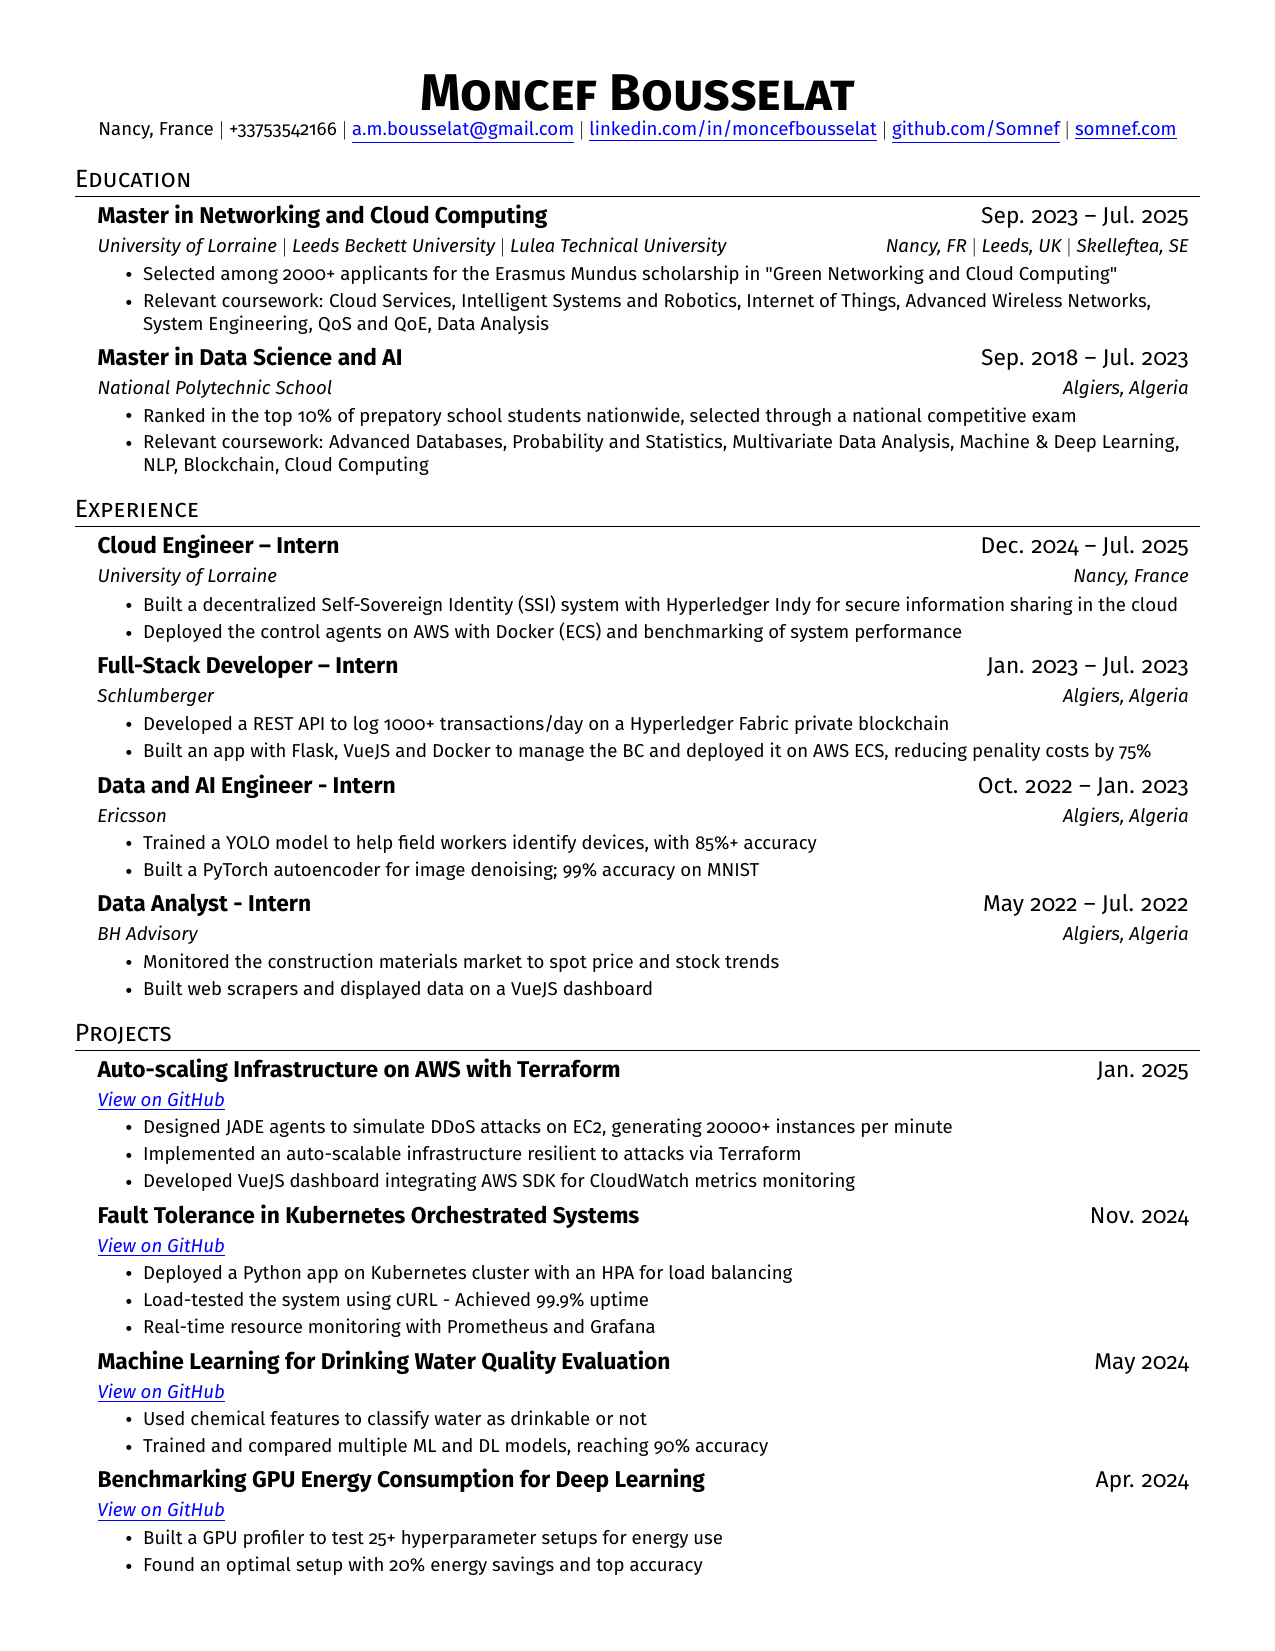 Moncef Bousselat
Nancy, France | +33753542166 | a.m.bousselat@gmail.com | linkedin.com/in/moncefbousselat | github.com/Somnef | somnef.com
Education
Master in Networking and Cloud Computing Sep. 2023 – Jul. 2025
University of Lorraine | Leeds Beckett University | Lulea Technical University Nancy, FR | Leeds, UK | Skelleftea, SE
• Selected among 2000+ applicants for the Erasmus Mundus scholarship in "Green Networking and Cloud Computing"
• Relevant coursework: Cloud Services, Intelligent Systems and Robotics, Internet of Things, Advanced Wireless Networks,
System Engineering, QoS and QoE, Data Analysis
Master in Data Science and AI Sep. 2018 – Jul. 2023
National Polytechnic School Algiers, Algeria
• Ranked in the top 10% of prepatory school students nationwide, selected through a national competitive exam
• Relevant coursework: Advanced Databases, Probability and Statistics, Multivariate Data Analysis, Machine & Deep Learning,
NLP, Blockchain, Cloud Computing
Experience
Cloud Engineer – Intern Dec. 2024 – Jul. 2025
University of Lorraine Nancy, France
• Built a decentralized Self-Sovereign Identity (SSI) system with Hyperledger Indy for secure information sharing in the cloud
• Deployed the control agents on AWS with Docker (ECS) and benchmarking of system performance
Full-Stack Developer – Intern Jan. 2023 – Jul. 2023
Schlumberger Algiers, Algeria
• Developed a REST API to log 1000+ transactions/day on a Hyperledger Fabric private blockchain
• Built an app with Flask, VueJS and Docker to manage the BC and deployed it on AWS ECS, reducing penality costs by 75%
Data and AI Engineer - Intern Oct. 2022 – Jan. 2023
Ericsson Algiers, Algeria
• Trained a YOLO model to help field workers identify devices, with 85%+ accuracy
• Built a PyTorch autoencoder for image denoising; 99% accuracy on MNIST
Data Analyst - Intern May 2022 – Jul. 2022
BH Advisory Algiers, Algeria
• Monitored the construction materials market to spot price and stock trends
• Built web scrapers and displayed data on a VueJS dashboard
Projects
Auto-scaling Infrastructure on AWS with Terraform Jan. 2025
View on GitHub
• Designed JADE agents to simulate DDoS attacks on EC2, generating 20000+ instances per minute
• Implemented an auto-scalable infrastructure resilient to attacks via Terraform
• Developed VueJS dashboard integrating AWS SDK for CloudWatch metrics monitoring
Fault Tolerance in Kubernetes Orchestrated Systems Nov. 2024
View on GitHub
• Deployed a Python app on Kubernetes cluster with an HPA for load balancing
• Load-tested the system using cURL - Achieved 99.9% uptime
• Real-time resource monitoring with Prometheus and Grafana
Machine Learning for Drinking Water Quality Evaluation May 2024
View on GitHub
• Used chemical features to classify water as drinkable or not
• Trained and compared multiple ML and DL models, reaching 90% accuracy
Benchmarking GPU Energy Consumption for Deep Learning Apr. 2024
View on GitHub
• Built a GPU profiler to test 25+ hyperparameter setups for energy use
• Found an optimal setup with 20% energy savings and top accuracy